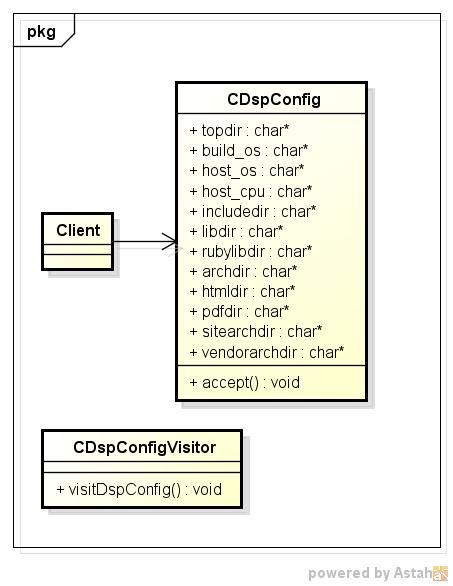 pkg
CDspConfig
+ topdir : char*
+ build_os : char*
+ host_os : char*
+ host_cpu : char*
+ includedir : char*
+ libdir : char*
+ rubylibdir : char*
+ archdir : char*
+ htmldir : char*
+ pdfdir : char*
+ sitearchdir : char*
+ vendorarchdir : char*
+ accept() : void
Client
CDspConfigVisitor
+ visitDspConfig() : void
powered by Astah